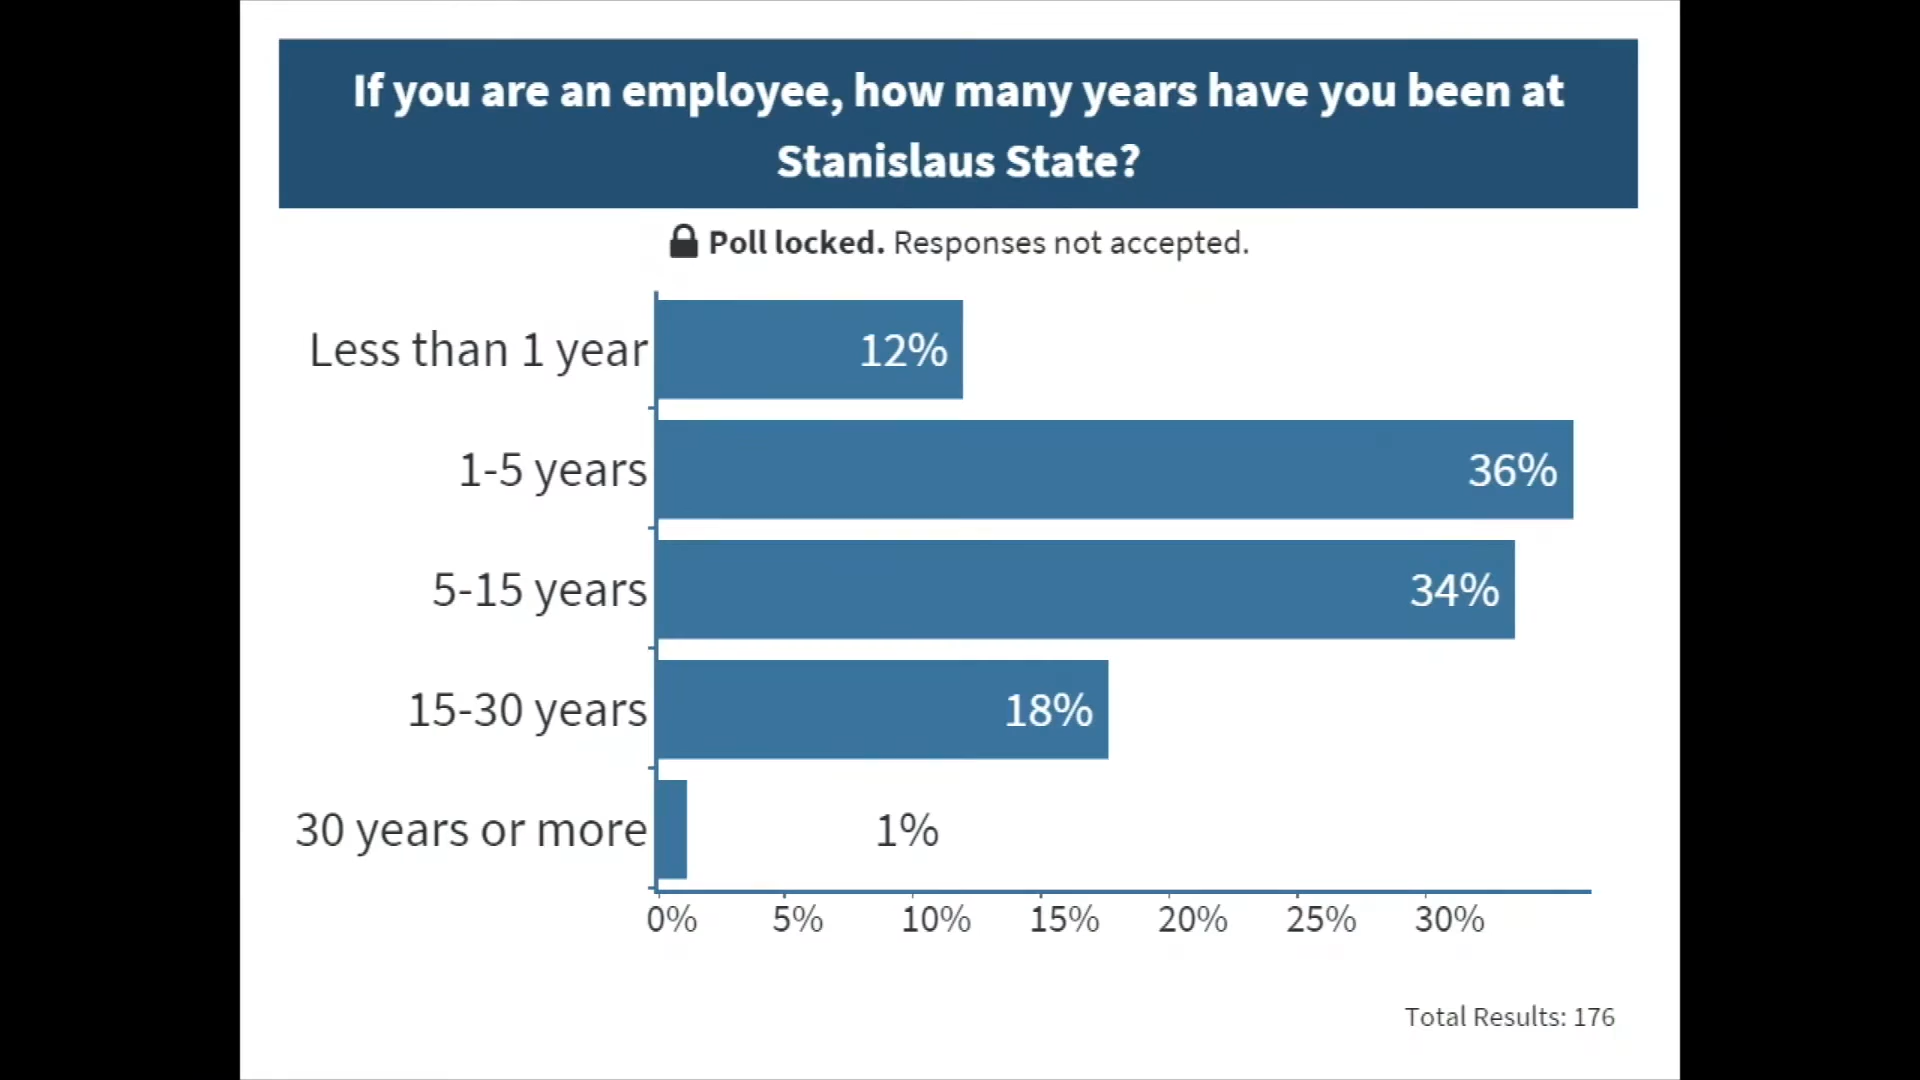 If you are an employee, how many years have you been at
Stanislaus State?
Poll locked. Responses not accepted.
Less than 1 year 12%
1-5 years 36%
5-15 years 34%
15-30 years 18%
30 years or more 1%
0% 5% 10% 15% 20% 25% 30%
Total Results: 176